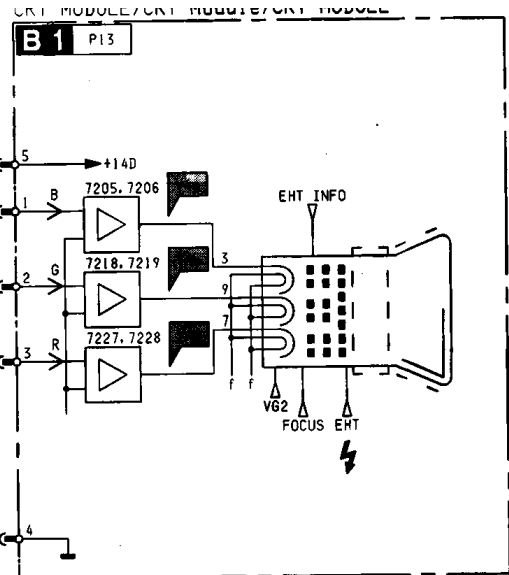 CRT MODULE/CRT Module/CRT MODULE
B 1 P13
5
+14D
7205, 7206
1 B
EHT INFO
3
7218, 7219
2 G
9
7227, 7228
7
3 R
f f
VG2
FOCUS EHT
4